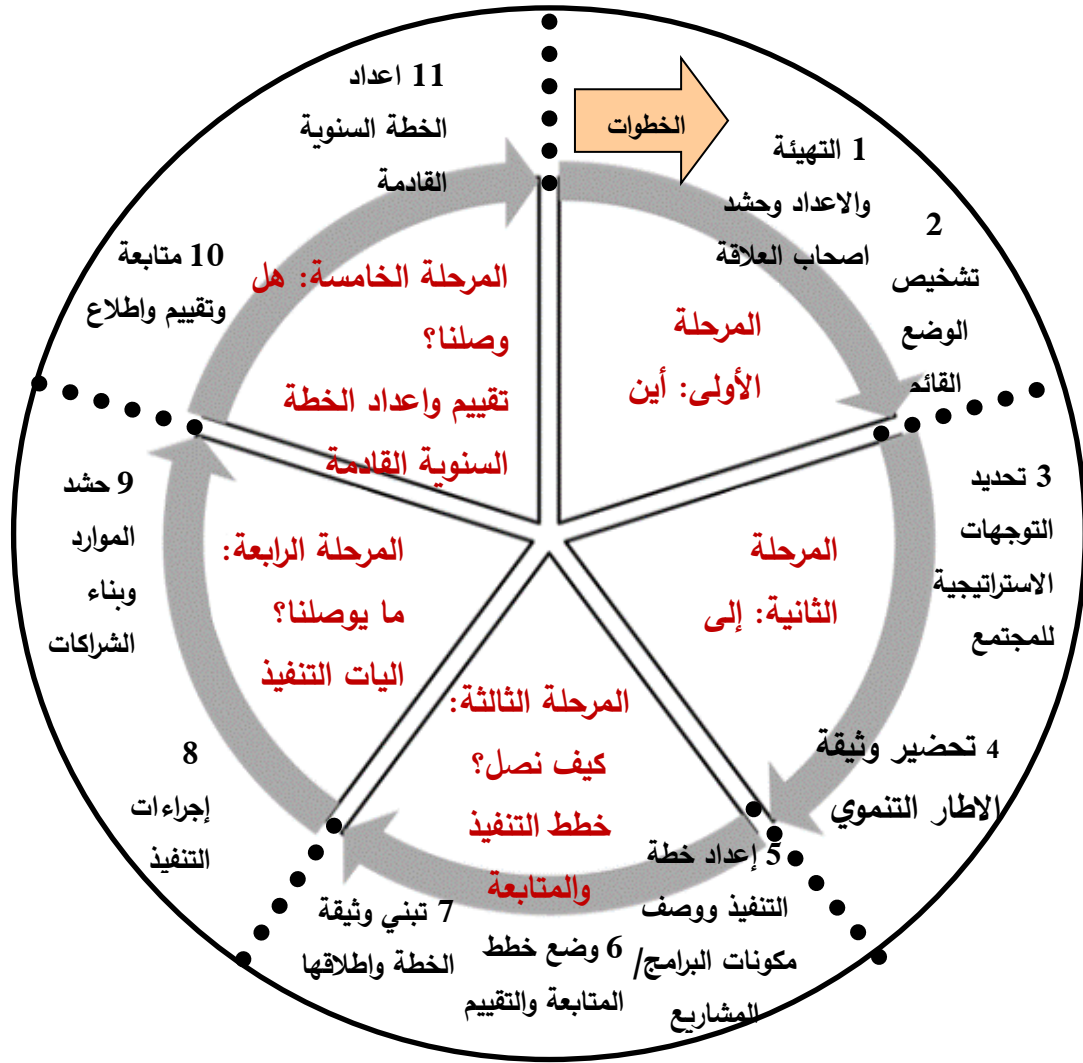 الخطوات
1 التهيئة
والاعداد وحشد
اصحاب العلاقة
2
تشخيص
الوضع
القائم
المرحلة
الأولى: أين
3 تحديد
التوجهات
الاستراتيجية
للمجتمع
4 تحضير وثيقة
الاطار التنموي
المرحلة
الثانية: إلى
5 إعداد خطة
التنفيذ ووصف
مكونات البرامج/
المشاريع
6 وضع خطط
المتابعة والتقييم
7 تبني وثيقة
الخطة واطلاقها
المرحلة الثالثة:
كيف نصل؟
خطط التنفيذ
والمتابعة
8
إجراءات
التنفيذ
9 حشد
الموارد
وبناء
الشراكات
المرحلة الرابعة:
ما يوصلنا؟
اليات التنفيذ
10 متابعة
وتقييم واطلاع
11 اعداد
الخطة السنوية
القادمة
المرحلة الخامسة: هل
وصلنا؟
تقييم واعداد الخطة
السنوية القادمة